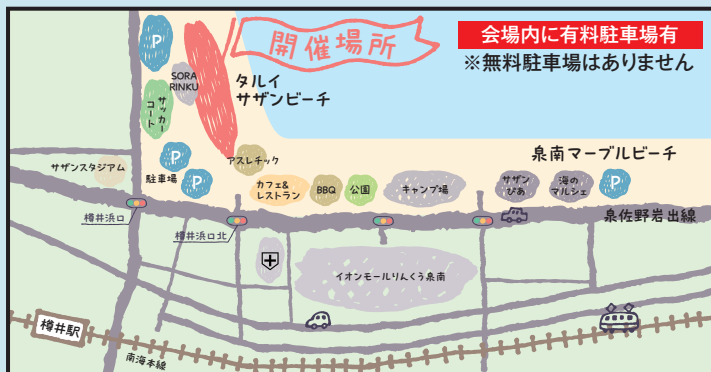 開催場所
会場内に有料駐車場有
※無料駐車場はありません
P
SORA
RINKU
タルイ
サザンビーチ
サッカー
コート
P
駐車場
P
アスレチック
サザンスタジアム
泉南マーブルビーチ
カフェ&
レストラン
BBQ
公園
キャンプ場
サザン
ぴあ
海の
マルシェ
P
樽井浜口
樽井浜口北
泉佐野岩出線
イオンモールりんくう泉南
樽井駅
南海本線